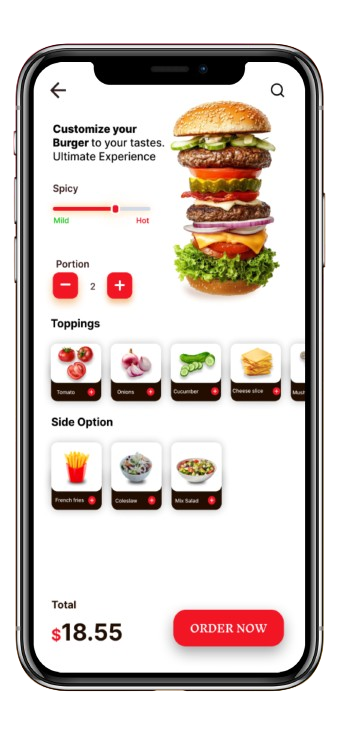 Customize your
Burger to your tastes.
Ultimate Experience
Spicy
Mild Hot
Portion
2
Toppings
Tomato Onions Cucumber Cheese slice Mush
Side Option
French fries Coleslaw Mix Salad
Total
$18.55 ORDER NOW